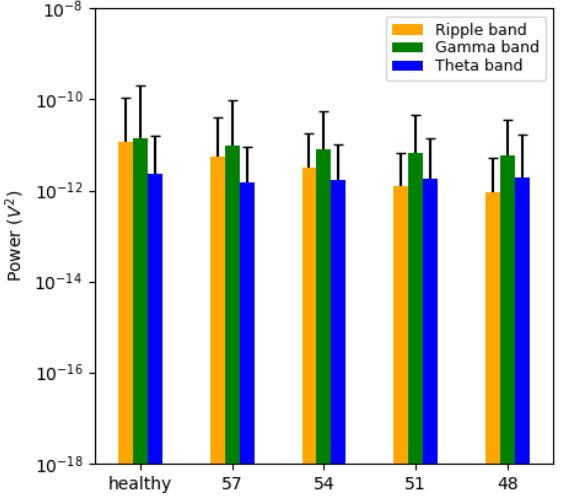 10⁻⁸
10⁻¹⁰
10⁻¹²
10⁻¹⁴
10⁻¹⁶
10⁻¹⁸
Power (V²)
Ripple band
Gamma band
Theta band
healthy 57 54 51 48